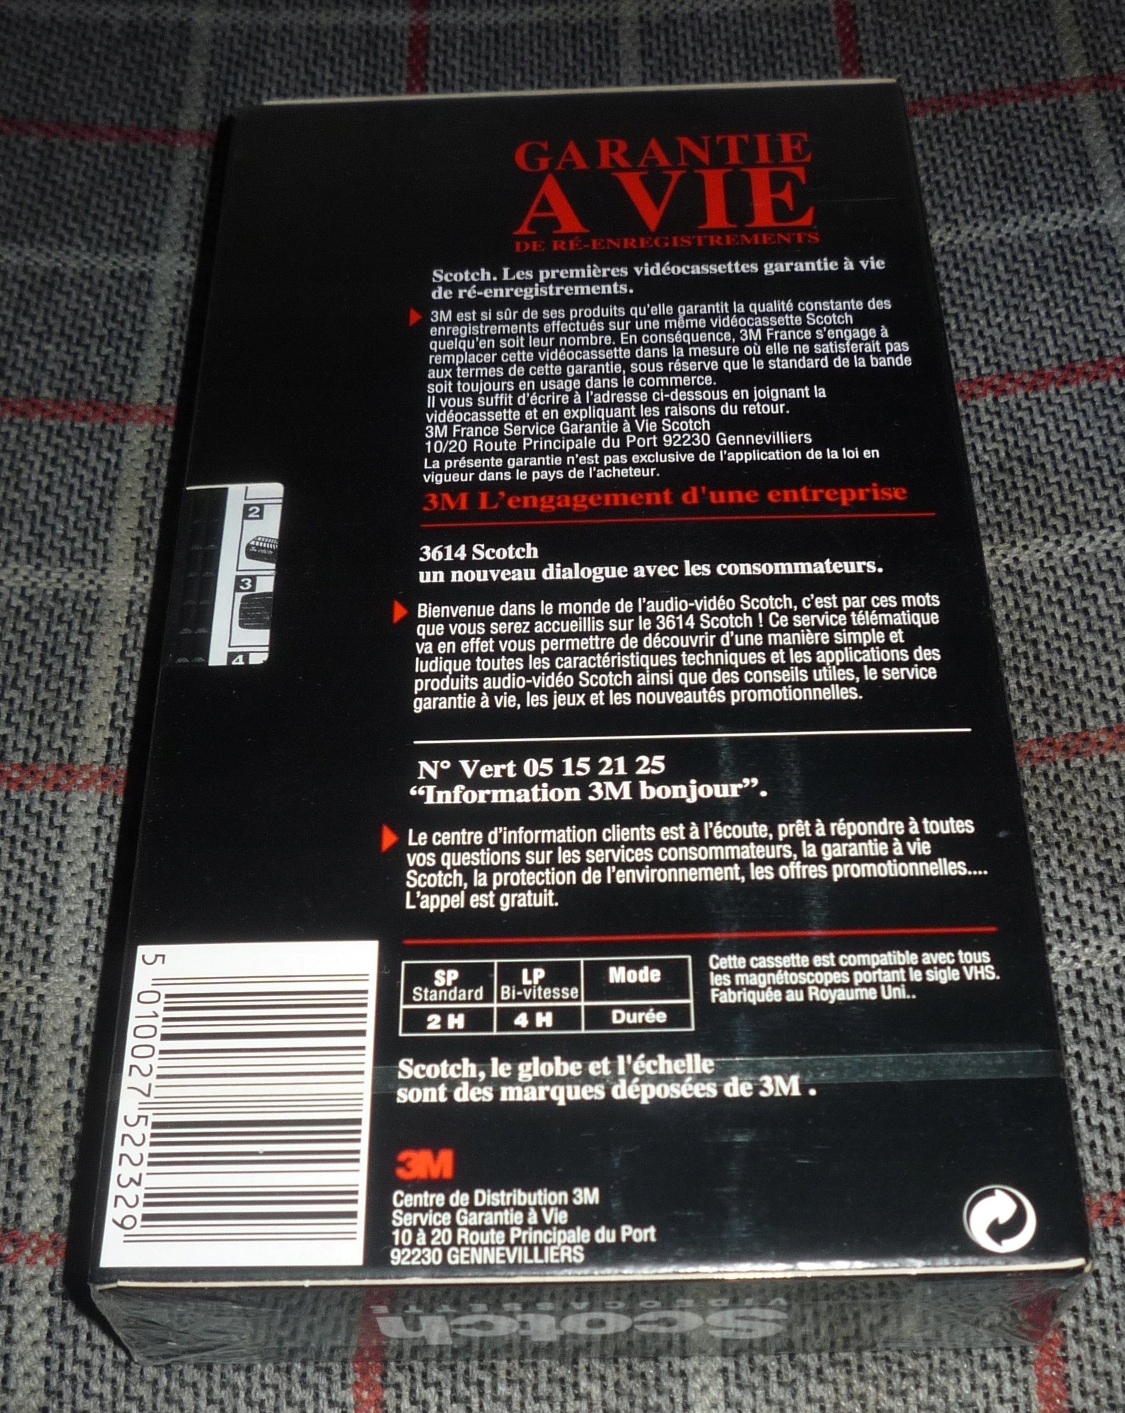 GARANTIE
A VIE
DE RÉ-ENREGISTREMENTS
Scotch. Les premières vidéocassettes garantie à vie
de ré-enregistrements.
3M est si sûr de ses produits qu'elle garantit la qualité constante des
enregistrements effectués sur une même vidéocassette Scotch
quelqu'en soit leur nombre. En conséquence, 3M France s'engage à
remplacer cette vidéocassette dans la mesure où elle ne satisferait pas
aux termes de cette garantie, sous réserve que le standard de la bande
soit toujours en usage dans le commerce.
Il vous suffit d'écrire à l'adresse ci-dessous en joignant la
vidéocassette et en expliquant les raisons du retour.
3M France Service Garantie à Vie Scotch
10/20 Route Principale du Port 92230 Gennevilliers
La présente garantie n'est pas exclusive de l'application de la loi en
vigueur dans le pays de l'acheteur.
3M L'engagement d'une entreprise
2
3
4
3614 Scotch
un nouveau dialogue avec les consommateurs.
Bienvenue dans le monde de l'audio-vidéo Scotch, c'est par ces mots
que vous serez accueillis sur le 3614 Scotch ! Ce service télématique
va en effet vous permettre de découvrir d'une manière simple et
ludique toutes les caractéristiques techniques et les applications des
produits audio-vidéo Scotch ainsi que des conseils utiles, le service
garantie à vie, les jeux et les nouveautés promotionnelles.
N° Vert 05 15 21 25
“Information 3M bonjour”.
Le centre d'information clients est à l'écoute, prêt à répondre à toutes
vos questions sur les services consommateurs, la garantie à vie
Scotch, la protection de l'environnement, les offres promotionnelles....
L'appel est gratuit.
SP Standard LP Bi-vitesse Mode
2 H 4 H Durée
Cette cassette est compatible avec tous
les magnétoscopes portant le sigle VHS.
Fabriquée au Royaume Uni..
5 010027 522329
Scotch, le globe et l'échelle
sont des marques déposées de 3M .
3M
Centre de Distribution 3M
Service Garantie à Vie
10 à 20 Route Principale du Port
92230 GENNEVILLIERS
Scotch
VIDEOCASSETTE